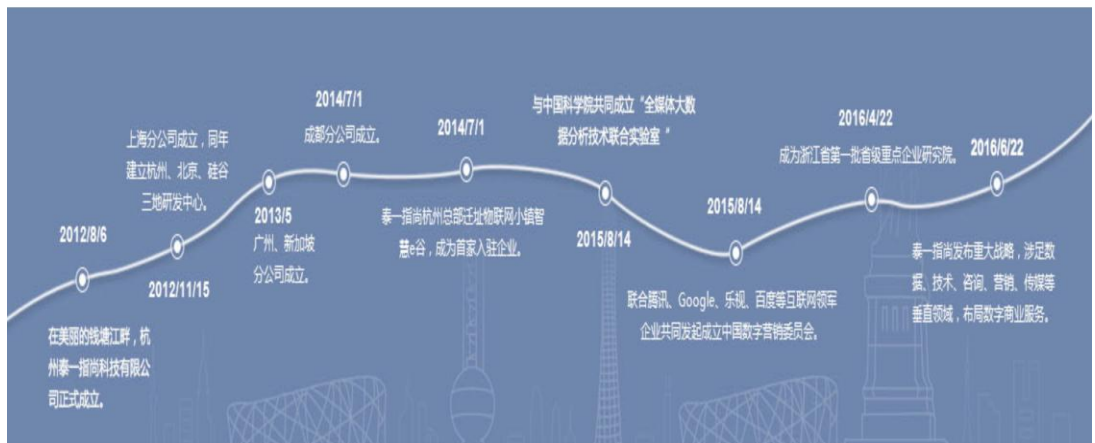 2012/8/6
在美丽的钱塘江畔，杭
州泰一指尚科技有限公
司正式成立。
上海分公司成立，同年
建立杭州、北京、硅谷
三地研发中心。
2012/11/15
2013/5
广州、新加坡
分公司成立。
2014/7/1
成都分公司成立。
2014/7/1
泰一指尚杭州总部迁址物联网小镇智
慧e谷，成为首家入驻企业。
与中国科学院共同成立“全媒体大数
据分析技术联合实验室“
2015/8/14
2015/8/14
联合腾讯、Google、乐视、百度等互联网领军
企业共同发起成立中国数字营销委员会。
2016/4/22
成为浙江省第一批省级重点企业研究院。
2016/6/22
泰一指尚发布重大战略，涉足数
据、技术、咨询、营销、传媒等
垂直领域，布局数字商业服务。